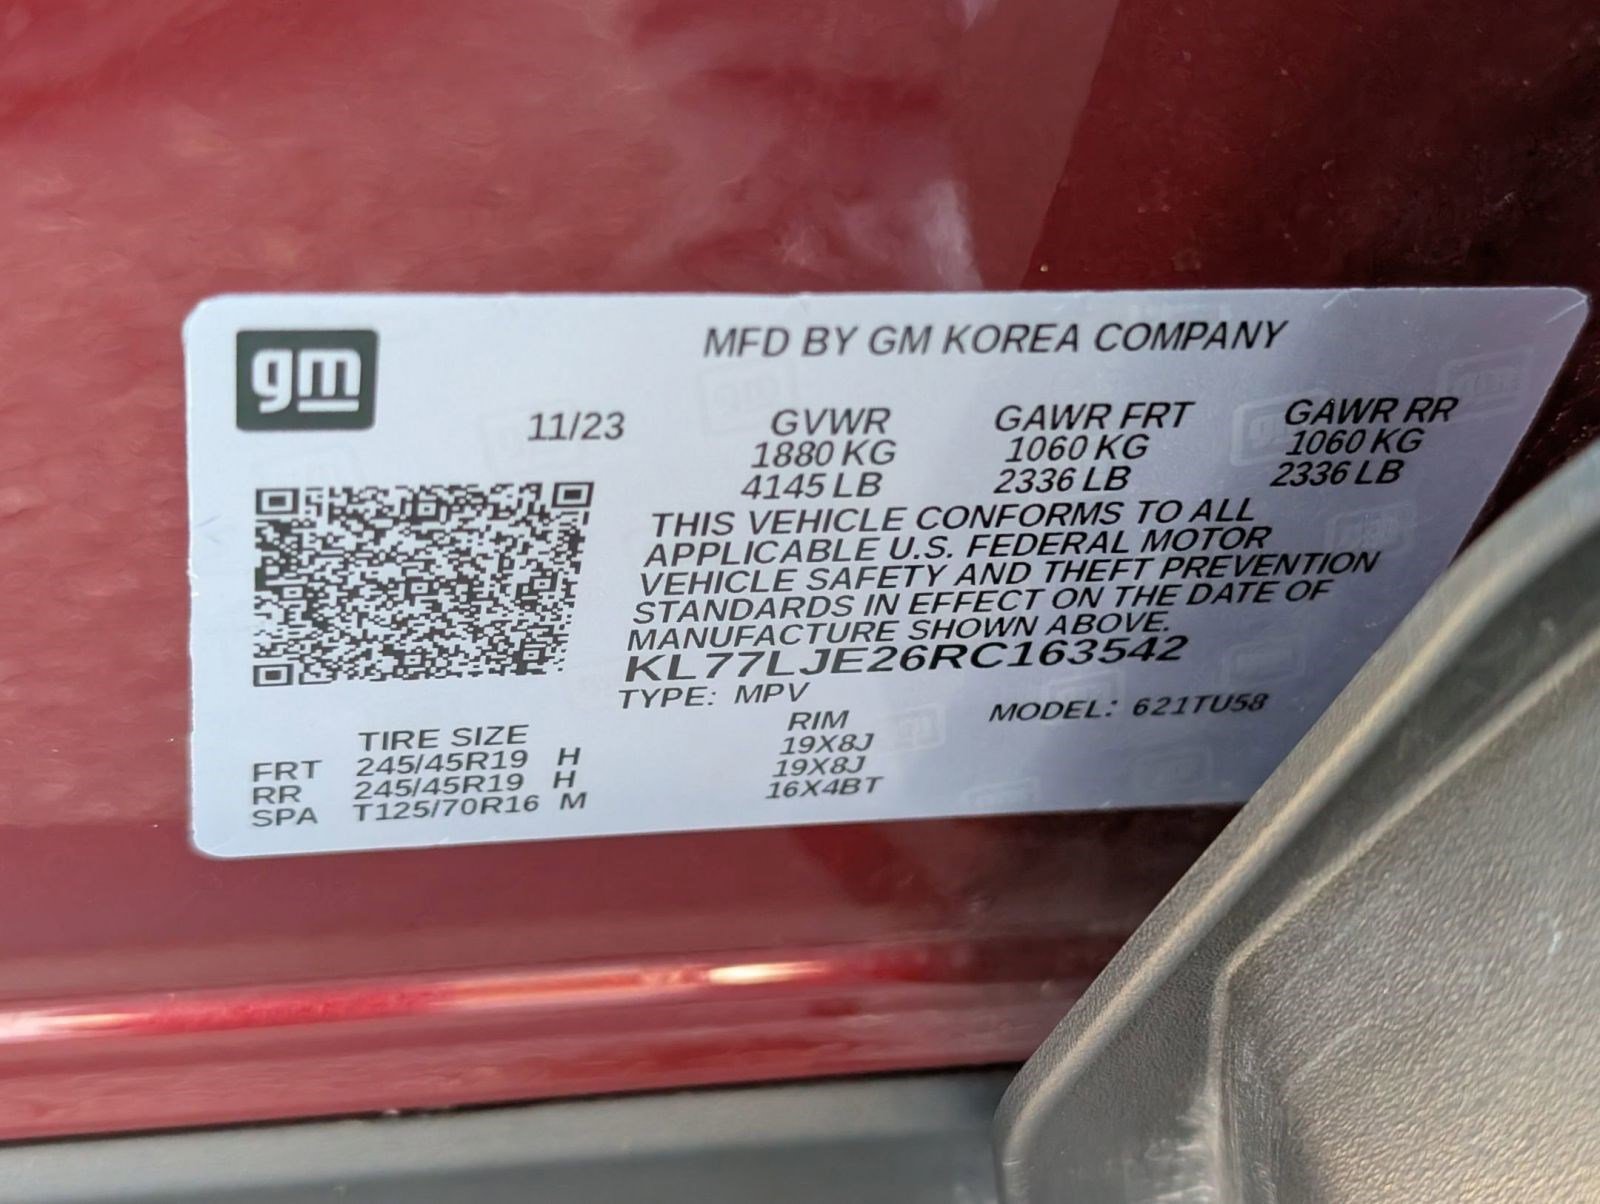 gm
MFD BY GM KOREA COMPANY
11/23 GVWR GAWR FRT GAWR RR
1880 KG 1060 KG 1060 KG
4145 LB 2336 LB 2336 LB
THIS VEHICLE CONFORMS TO ALL
APPLICABLE U.S. FEDERAL MOTOR
VEHICLE SAFETY AND THEFT PREVENTION
STANDARDS IN EFFECT ON THE DATE OF
MANUFACTURE SHOWN ABOVE.
KL77LJE26RC163542
TYPE: MPV MODEL: 621TU58
TIRE SIZE RIM
FRT 245/45R19 H 19X8J
RR 245/45R19 H 19X8J
SPA T125/70R16 M 16X4BT